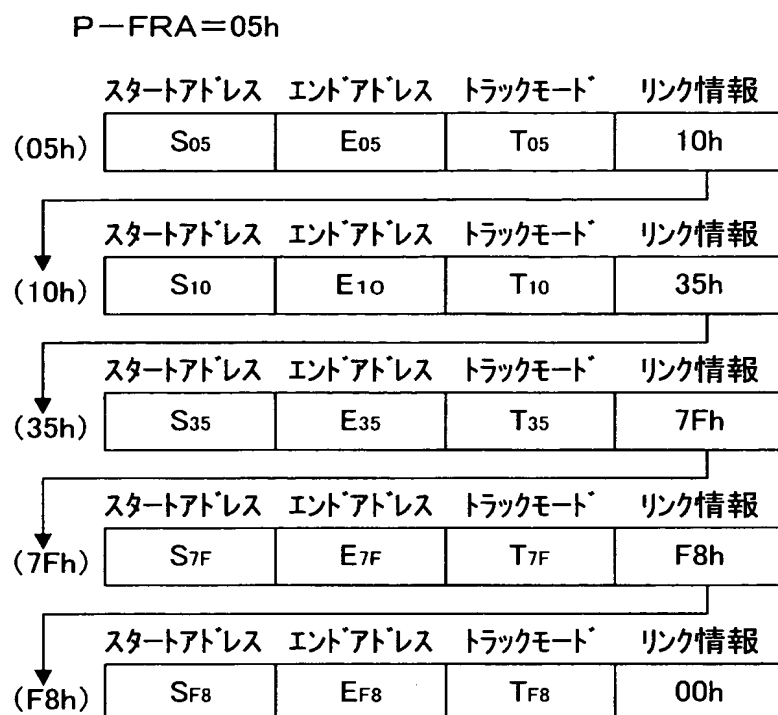 P−FRA=05h
スタートアドレス エンドアドレス トラックモード リンク情報
(05h) S05 E05 T05 10h
スタートアドレス エンドアドレス トラックモード リンク情報
(10h) S10 E10 T10 35h
スタートアドレス エンドアドレス トラックモード リンク情報
(35h) S35 E35 T35 7Fh
スタートアドレス エンドアドレス トラックモード リンク情報
(7Fh) S7F E7F T7F F8h
スタートアドレス エンドアドレス トラックモード リンク情報
(F8h) SF8 EF8 TF8 00h